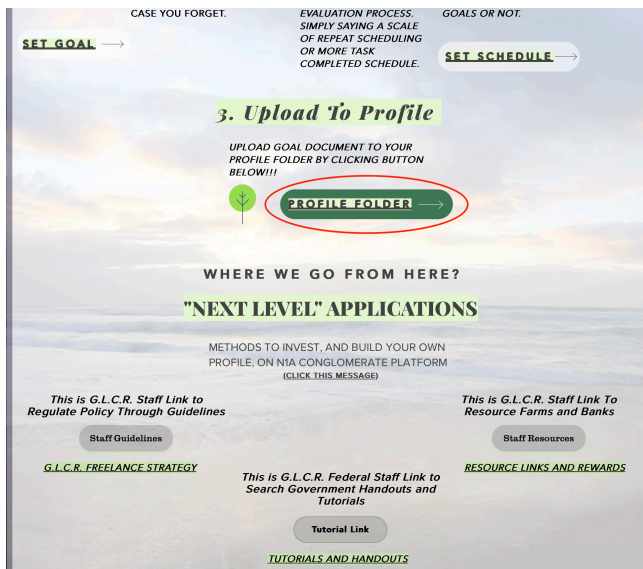 CASE YOU FORGET.
SET GOAL
EVALUATION PROCESS.
SIMPLY SAYING A SCALE
OF REPEAT SCHEDULING
OR MORE TASK
COMPLETED SCHEDULE.
GOALS OR NOT.
SET SCHEDULE
3. Upload To Profile
UPLOAD GOAL DOCUMENT TO YOUR
PROFILE FOLDER BY CLICKING BUTTON
BELOW!!!
PROFILE FOLDER
WHERE WE GO FROM HERE?
"NEXT LEVEL" APPLICATIONS
METHODS TO INVEST, AND BUILD YOUR OWN
PROFILE, ON N1A CONGLOMERATE PLATFORM
(CLICK THIS MESSAGE)
This is G.L.C.R. Staff Link to
Regulate Policy Through Guidelines
Staff Guidelines
G.L.C.R. FREELANCE STRATEGY
This is G.L.C.R. Federal Staff Link to
Search Government Handouts and
Tutorials
Tutorial Link
TUTORIALS AND HANDOUTS
This is G.L.C.R. Staff Link To
Resource Farms and Banks
Staff Resources
RESOURCE LINKS AND REWARDS